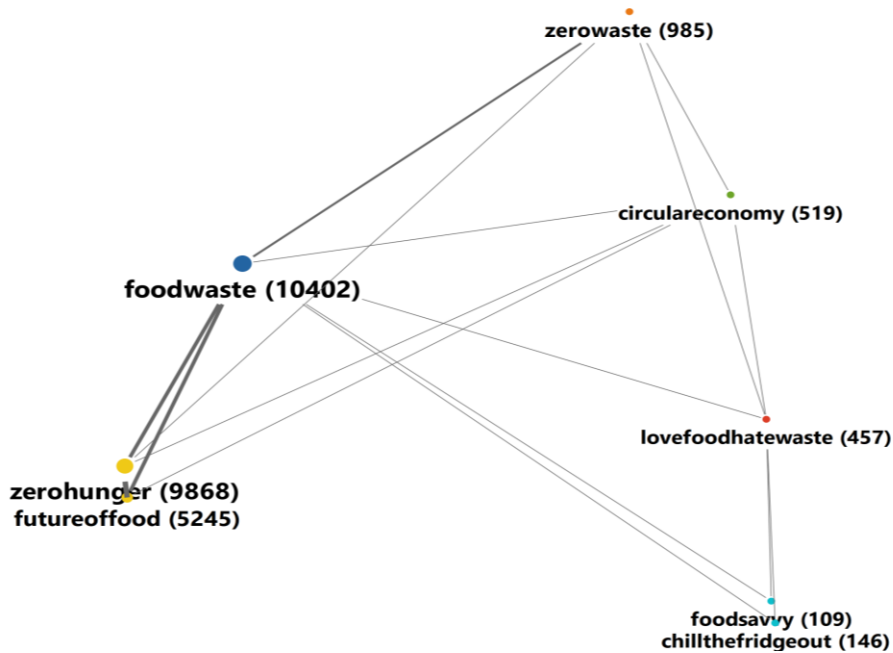 zerowaste (985)
circulareconomy (519)
foodwaste (10402)
lovefoodhatewaste (457)
zerohunger (9868)
futureoffood (5245)
foodsavvy (109)
chillthefridgeout (146)